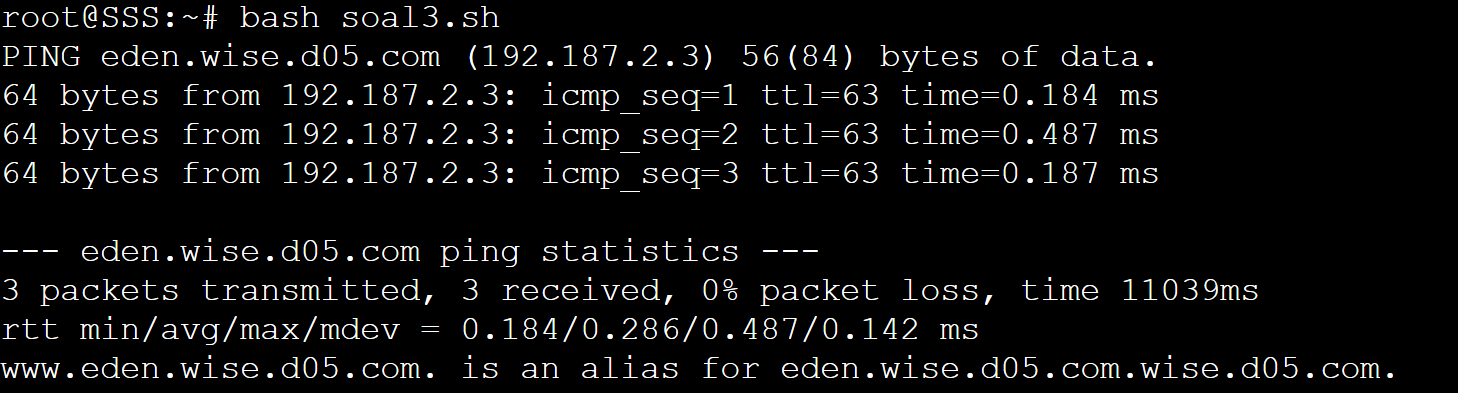 root@SSS:~# bash soal3.sh
PING eden.wise.d05.com (192.187.2.3) 56(84) bytes of data.
64 bytes from 192.187.2.3: icmp_seq=1 ttl=63 time=0.184 ms
64 bytes from 192.187.2.3: icmp_seq=2 ttl=63 time=0.487 ms
64 bytes from 192.187.2.3: icmp_seq=3 ttl=63 time=0.187 ms
--- eden.wise.d05.com ping statistics ---
3 packets transmitted, 3 received, 0% packet loss, time 11039ms
rtt min/avg/max/mdev = 0.184/0.286/0.487/0.142 ms
www.eden.wise.d05.com. is an alias for eden.wise.d05.com.wise.d05.com.